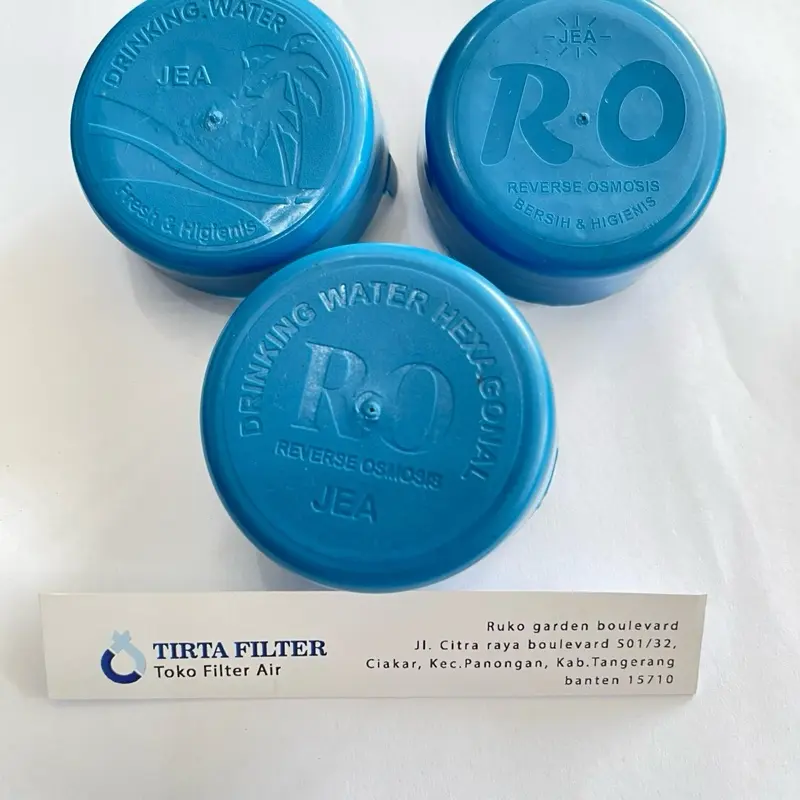 DRINKING WATER
JEA
Fresh & Higienis
JEA
RO
REVERSE OSMOSIS
BERSIH & HIGIENIS
DRINKING WATER HEXAGONAL
RO
REVERSE OSMOSIS
JEA
TIRTA FILTER
Toko Filter Air
Ruko garden boulevard
Jl. Citra raya boulevard S01/32,
Ciakar, Kec.Panongan, Kab.Tangerang
banten 15710